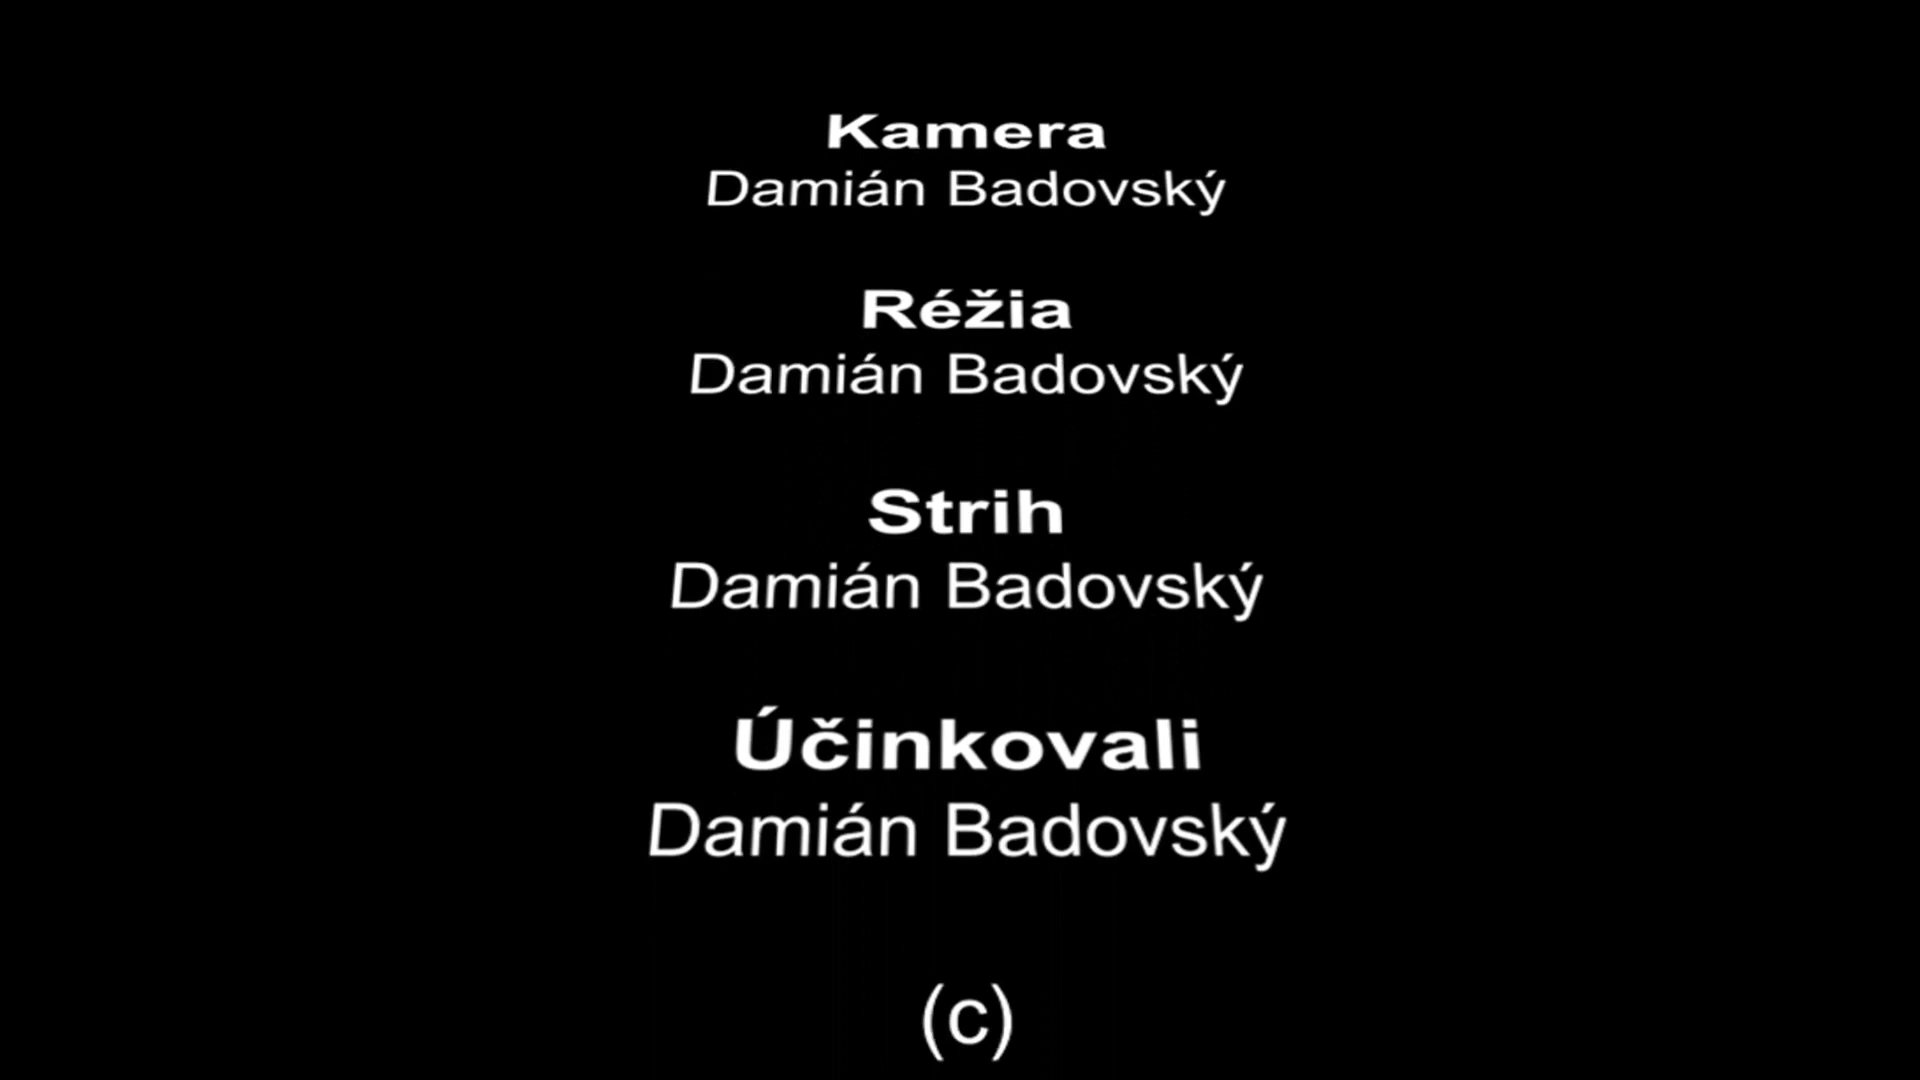 Kamera
Damián Badovský
Réžia
Damián Badovský
Strih
Damián Badovský
Účinkovali
Damián Badovský
(c)